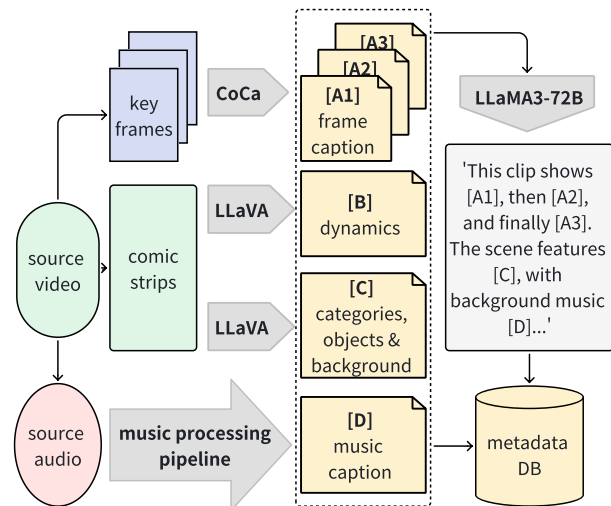 key
frames
CoCa
[A3]
[A2]
[A1]
frame
caption
LLaMA3-72B
source
video
comic
strips
LLaVA
[B]
dynamics
LLaVA
[C]
categories,
objects &
background
'This clip shows
[A1], then [A2],
and finally [A3].
The scene features
[C], with
background music
[D]...'
source
audio
music processing
pipeline
[D]
music
caption
metadata
DB